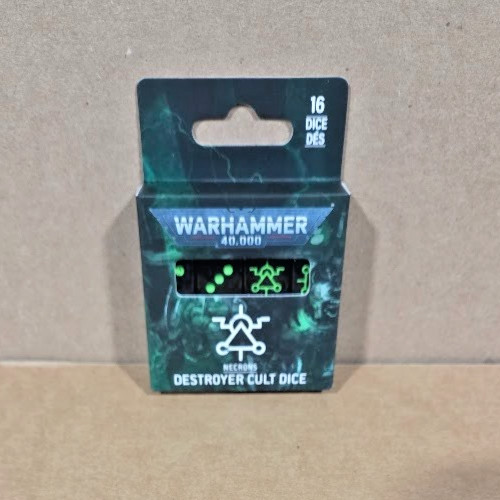 16
DICE
DÉS
WARHAMMER
40,000
NECRONS
DESTROYER CULT DICE